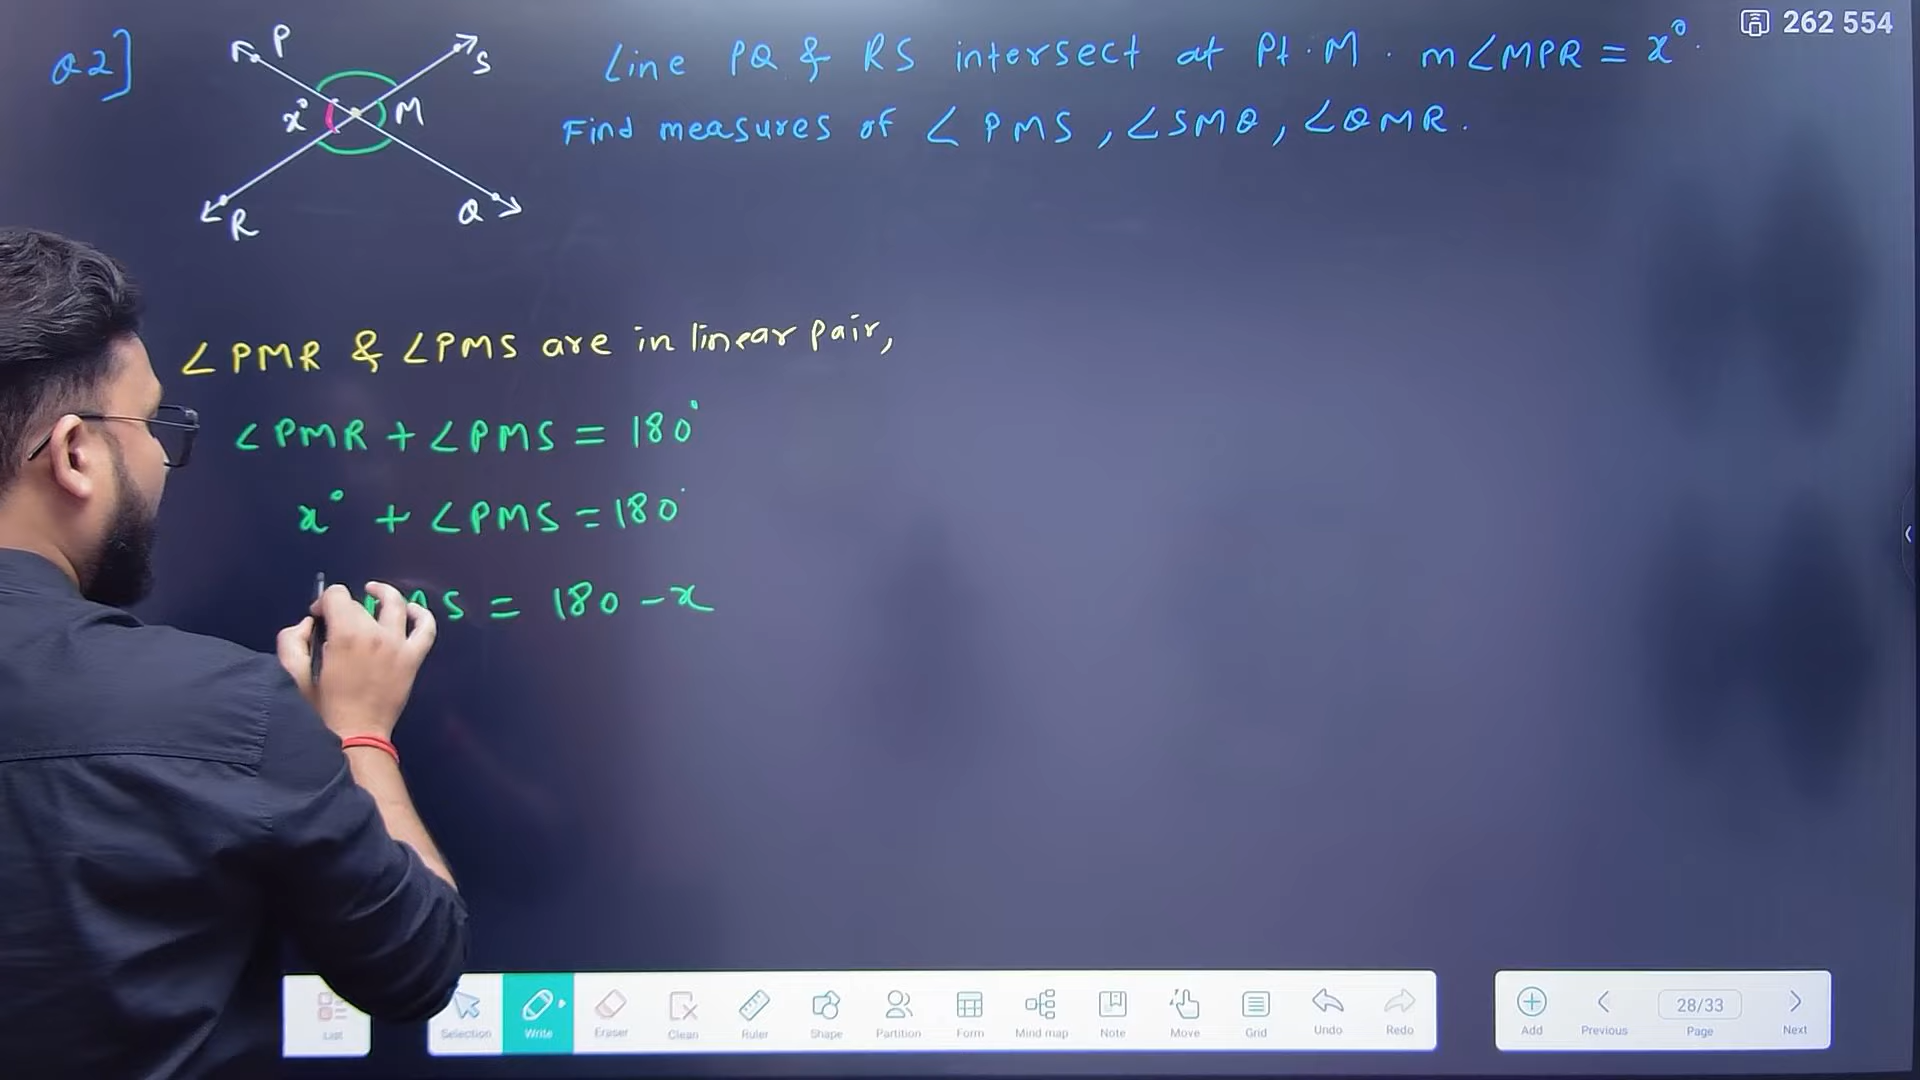 Q2]
P
S
x°
M
R
Q
Line PQ & RS intersect at Pt. M. m∠MPR = x°.
Find measures of ∠PMS, ∠SMQ, ∠QMR.
262 554
∠PMR & ∠PMS are in linear pair,
∠PMR + ∠PMS = 180°
x° + ∠PMS = 180°
PMS = 180 - x
List
Selection
Write
Eraser
Clean
Ruler
Shape
Partition
Form
Mind map
Note
Move
Grid
Undo
Redo
Add
Previous
28/33
Page
Next